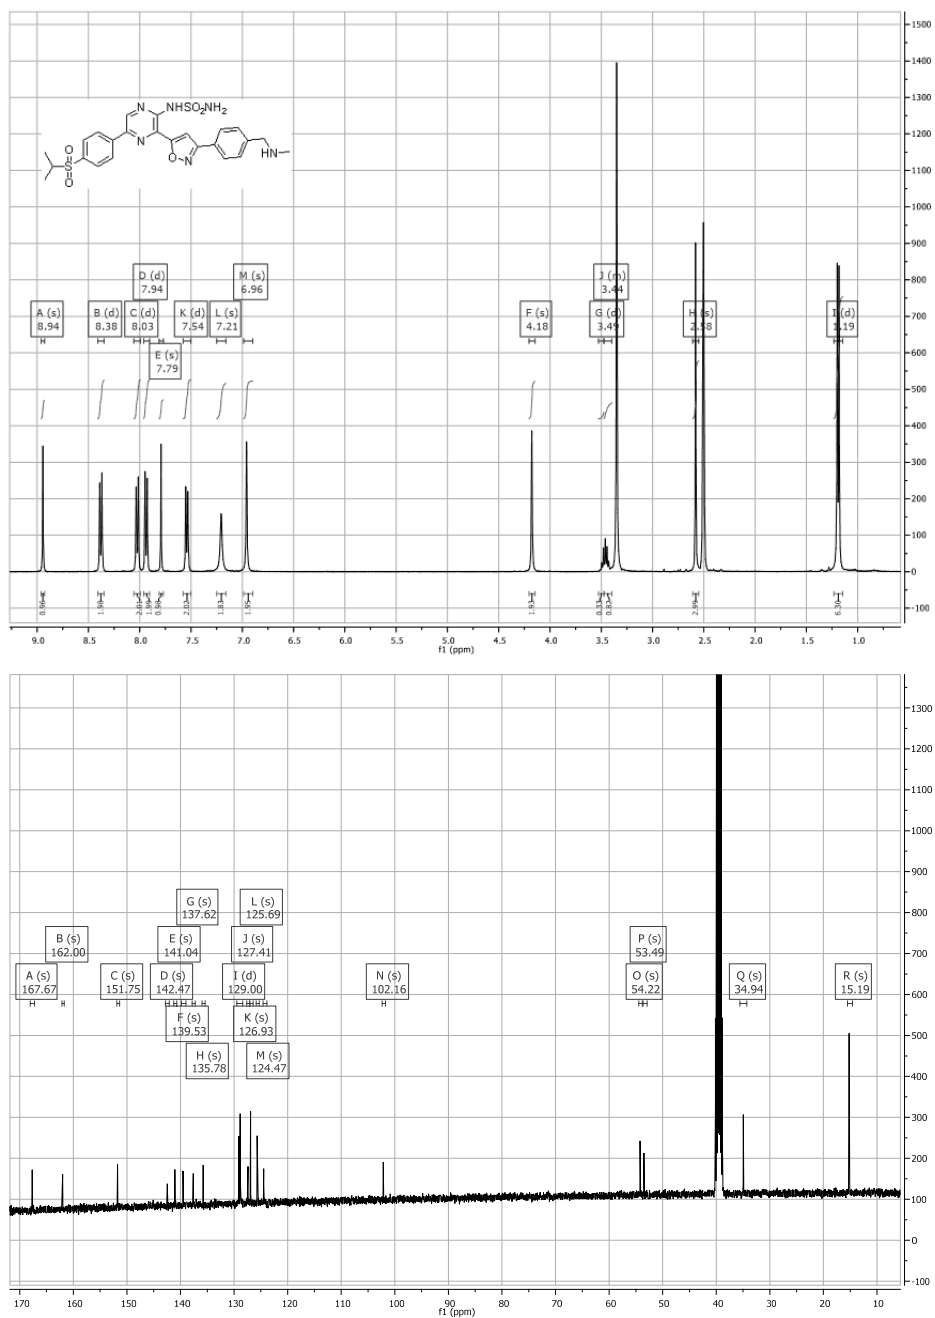 1500
1400
1300
1200
1100
1000
900
800
700
600
500
400
300
200
100
0
-100
N
NHSO2NH2
N
O
N
HN
O
S
O
D (d)
7.94
M (s)
6.96
J (m)
3.44
A (s)
8.94
B (d)
8.38
C (d)
8.03
K (d)
7.54
L (s)
7.21
F (s)
4.18
G (d)
3.49
H (s)
2.58
I (d)
1.19
E (s)
7.79
0.96
1.90
2.01
1.99
0.98
2.02
1.83
1.95
1.93
0.33
0.82
2.99
6.30
9.0 8.5 8.0 7.5 7.0 6.5 6.0 5.5 5.0 4.5 4.0 3.5 3.0 2.5 2.0 1.5 1.0
f1 (ppm)
1300
1200
1100
1000
900
800
700
600
500
400
300
200
100
0
-100
G (s)
137.62
L (s)
125.69
B (s)
162.00
E (s)
141.04
J (s)
127.41
P (s)
53.49
A (s)
167.67
C (s)
151.75
D (s)
142.47
I (d)
129.00
N (s)
102.16
O (s)
54.22
Q (s)
34.94
R (s)
15.19
F (s)
139.53
K (s)
126.93
H (s)
135.78
M (s)
124.47
170 160 150 140 130 120 110 100 90 80 70 60 50 40 30 20 10
f1 (ppm)